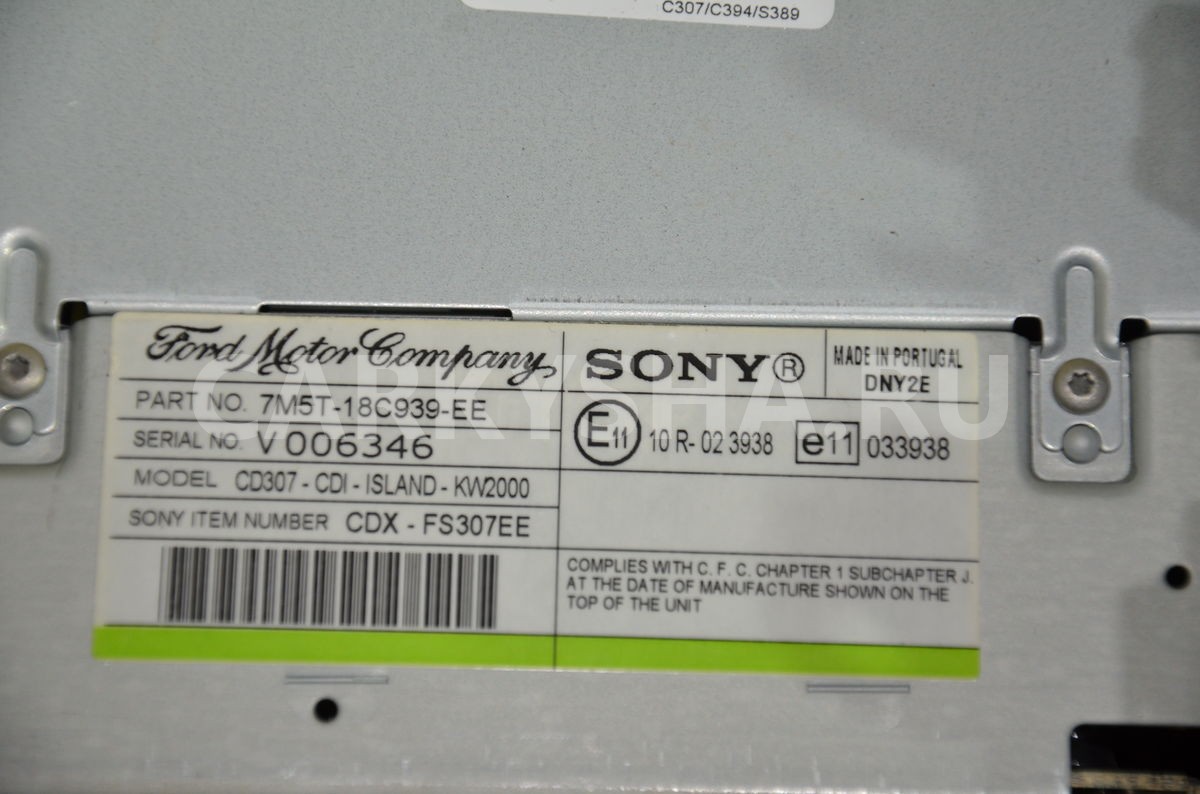 C307/C394/S389
Ford Motor Company
SONY®
MADE IN PORTUGAL
DNY2E
PART NO. 7M5T-18C939-EE
SERIAL NO. V006346
E11 10 R- 02 3938 e11 033938
MODEL CD307 - CDI - ISLAND - KW2000
SONY ITEM NUMBER CDX - FS307EE
COMPLIES WITH C. F. C. CHAPTER 1 SUBCHAPTER J.
AT THE DATE OF MANUFACTURE SHOWN ON THE
TOP OF THE UNIT
CARKYSHA.RU